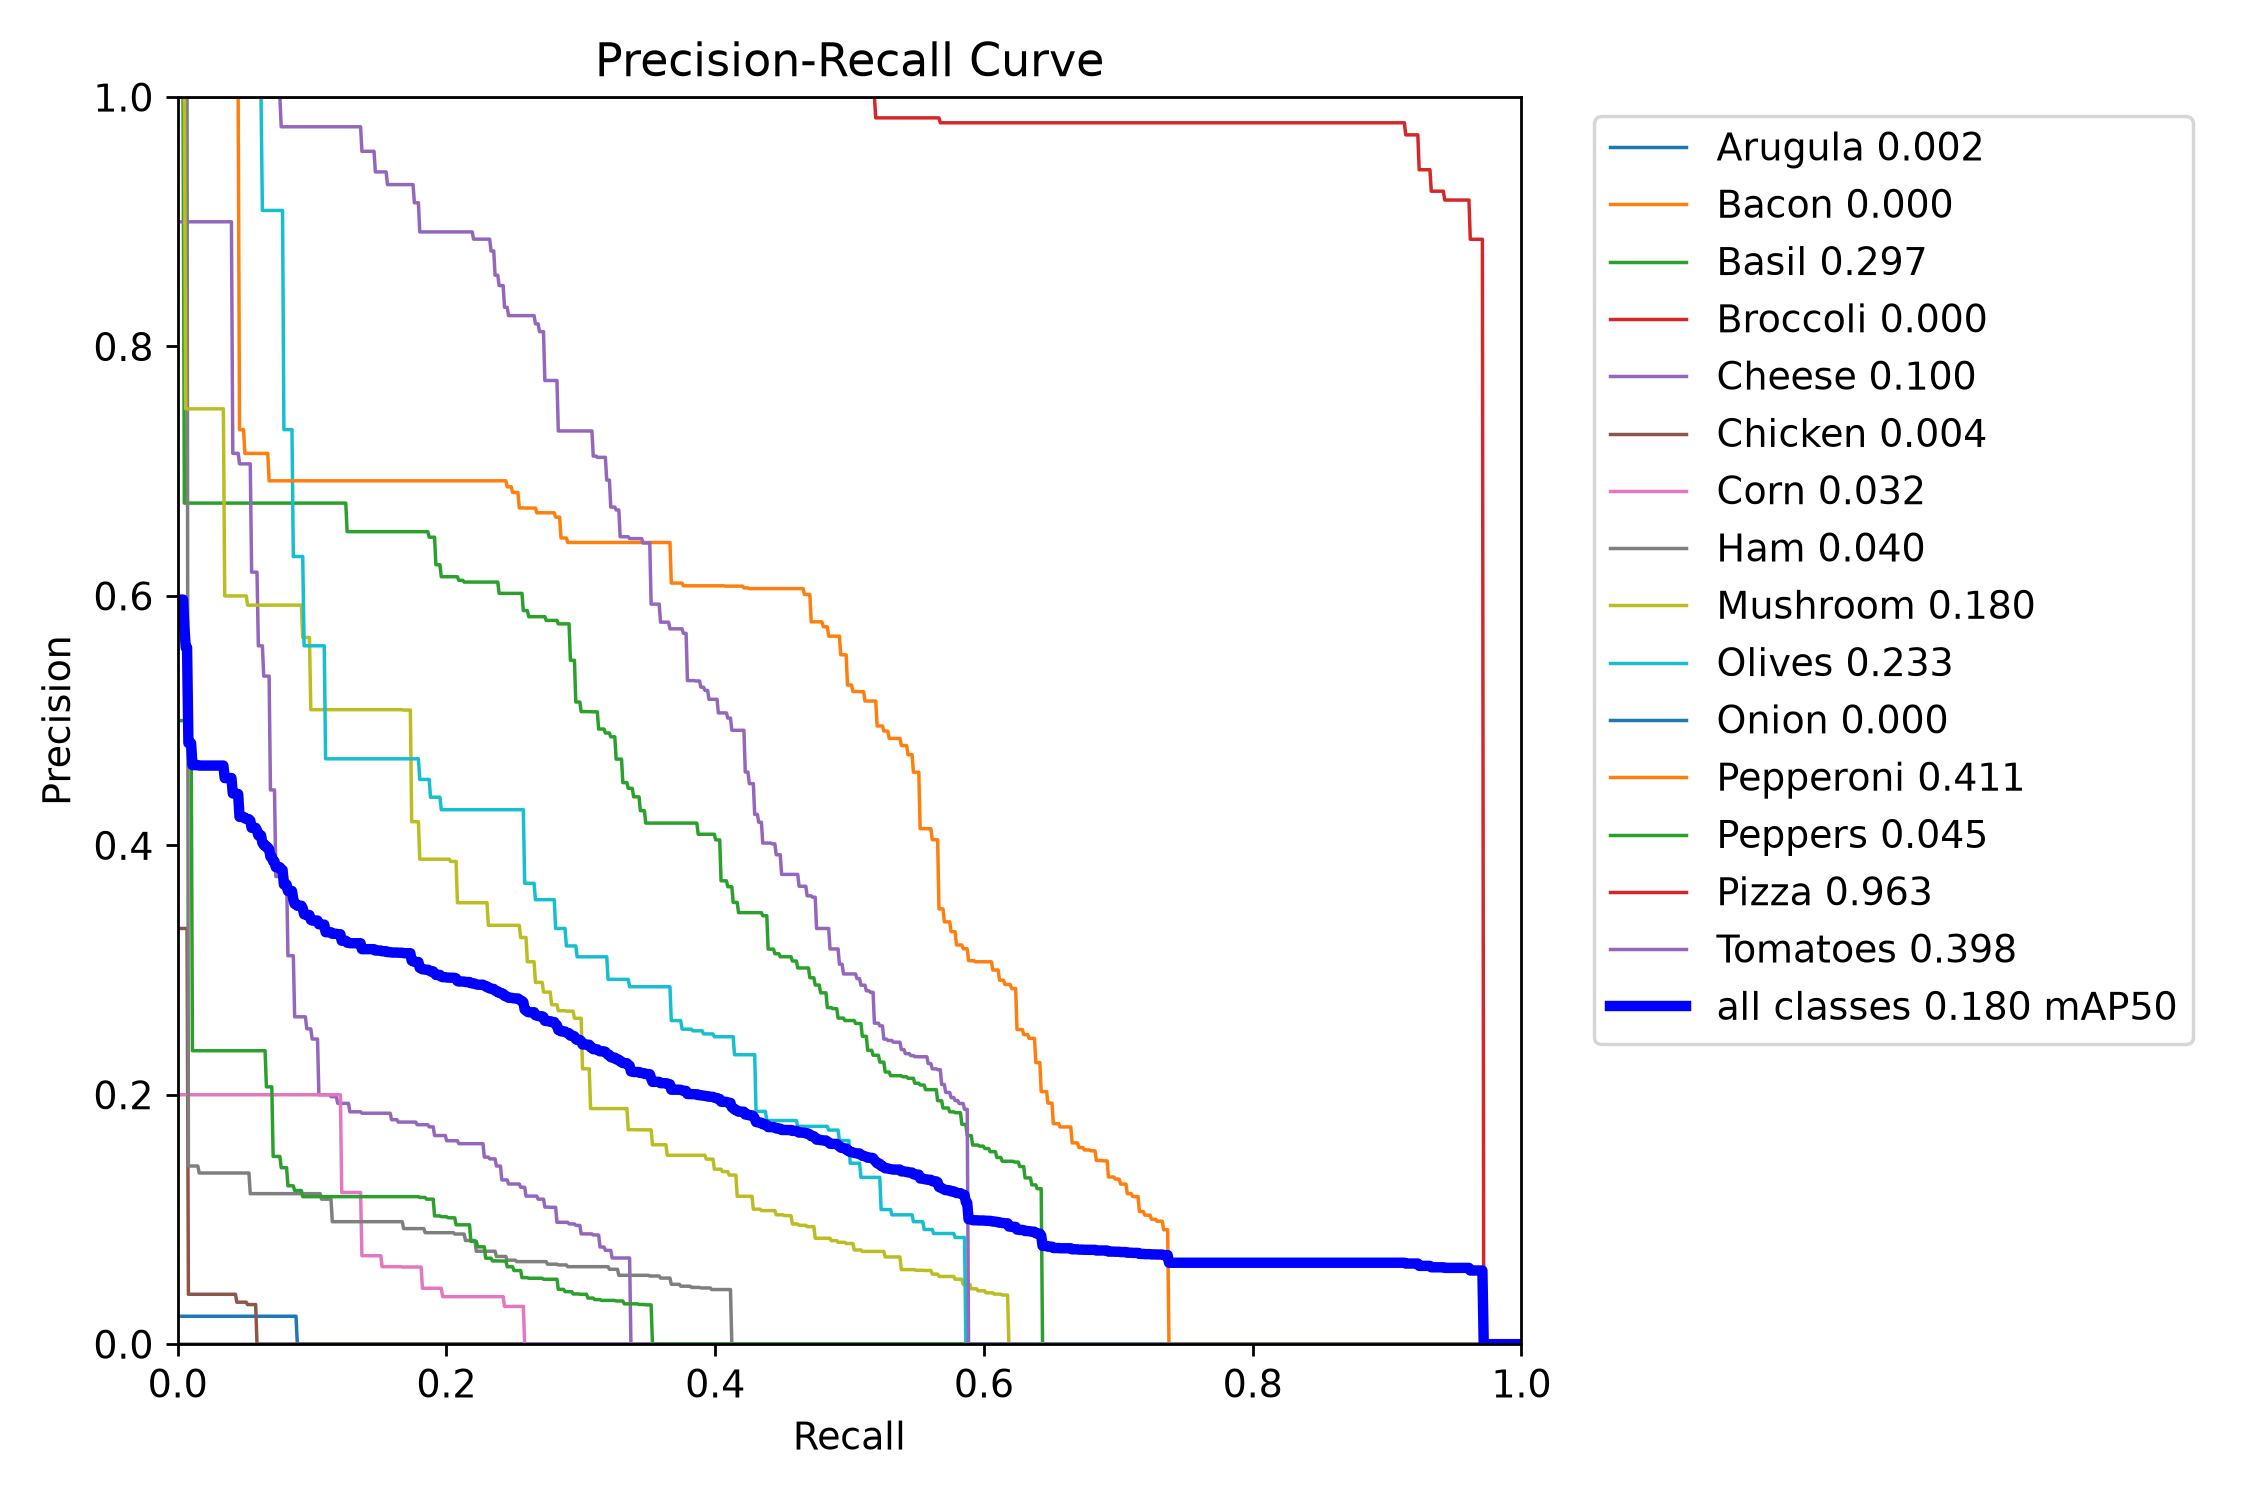 Precision-Recall Curve
1.0
0.8
0.6
0.4
0.2
0.0
Precision
0.0 0.2 0.4 0.6 0.8 1.0
Recall
Arugula 0.002
Bacon 0.000
Basil 0.297
Broccoli 0.000
Cheese 0.100
Chicken 0.004
Corn 0.032
Ham 0.040
Mushroom 0.180
Olives 0.233
Onion 0.000
Pepperoni 0.411
Peppers 0.045
Pizza 0.963
Tomatoes 0.398
all classes 0.180 mAP50